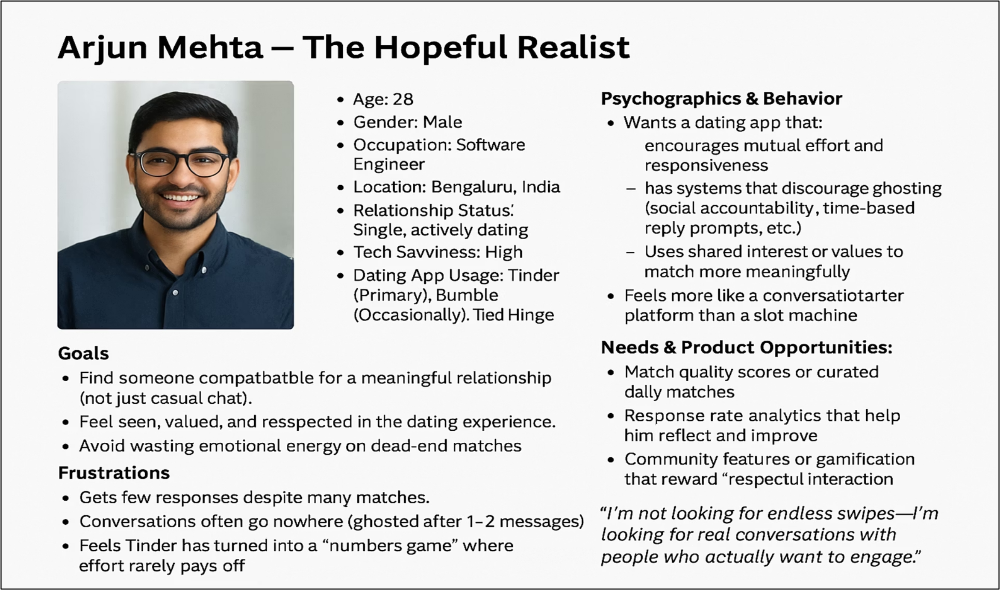 Arjun Mehta – The Hopeful Realist
• Age: 28
• Gender: Male
• Occupation: Software
Engineer
• Location: Bengaluru, India
• Relationship Status:'
Single, actively dating
• Tech Savviness: High
• Dating App Usage: Tinder
(Primary), Bumble
(Occasionally). Tied Hinge
Goals
• Find someone compatbatble for a meaningful relationship
(not just casual chat).
• Feel seen, valued, and resspected in the dating experience.
• Avoid wasting emotional energy on dead-end matches
Frustrations
• Gets few responses despite many matches.
• Conversations often go nowhere (ghosted after 1–2 messages)
• Feels Tinder has turned into a “numbers game” where
effort rarely pays off
Psychographics & Behavior
• Wants a dating app that:
encourages mutual effort and
responsiveness
– has systems that discourage ghosting
(social accountability, time-based
reply prompts, etc.)
– Uses shared interest or values to
match more meaningfully
• Feels more like a conversatiotarter
platform than a slot machine
Needs & Product Opportunities:
• Match quality scores or curated
dally matches
• Response rate analytics that help
him reflect and improve
• Community features or gamification
that reward “respectul interaction
“I’m not looking for endless swipes—I’m
looking for real conversations with
people who actually want to engage.”